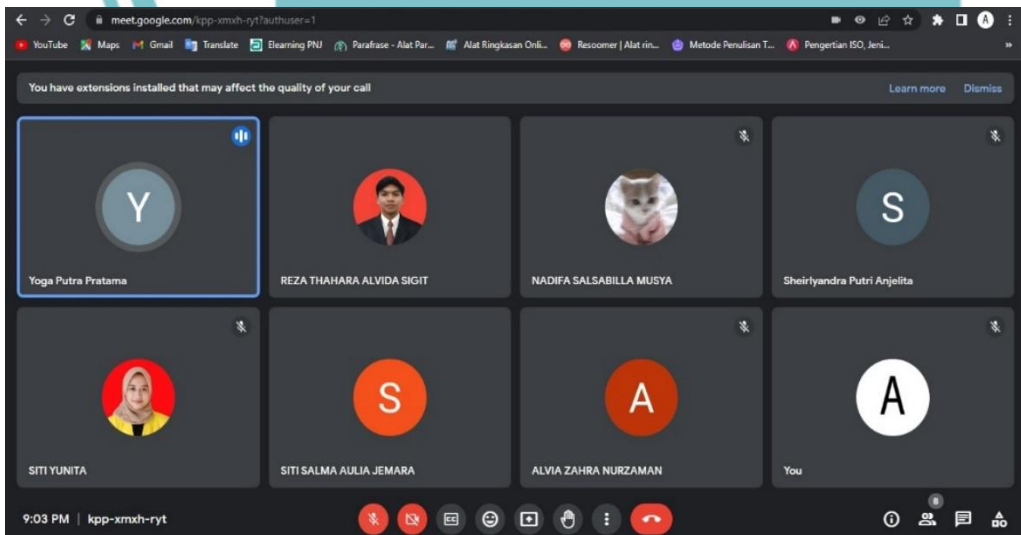 meet.google.com/kpp-xmxh-ryt?authuser=1
A
YouTube Maps Gmail Translate Elearning PNJ Parafrase - Alat Par... Alat Ringkasan Onli... Resoomer | Alat rin... Metode Penulisan T... Pengertian ISO, Jeni... »
You have extensions installed that may affect the quality of your call Learn more Dismiss
Y S
Yoga Putra Pratama REZA THAHARA ALVIDA SIGIT NADIFA SALSABILLA MUSYA Sheirlyandra Putri Anjelita
S A A
SITI YUNITA SITI SALMA AULIA JEMARA ALVIA ZAHRA NURZAMAN You
8
9:03 PM | kpp-xmxh-ryt CC